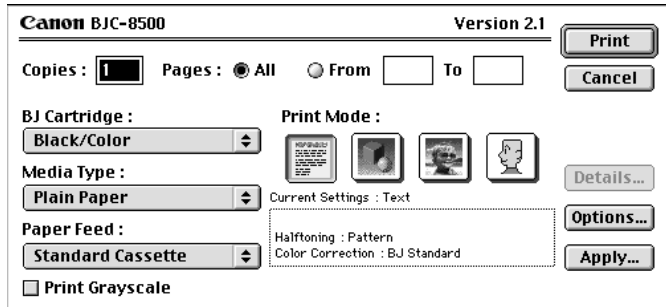 Canon BJC-8500 Version 2.1
Print
Copies : 1 Pages : All From To
Cancel
BJ Cartridge : Print Mode :
Black/Color
Media Type :
Plain Paper
Details...
Current Settings : Text
Paper Feed :
Options...
Halftoning : Pattern
Standard Cassette
Color Correction : BJ Standard
Apply...
Print Grayscale